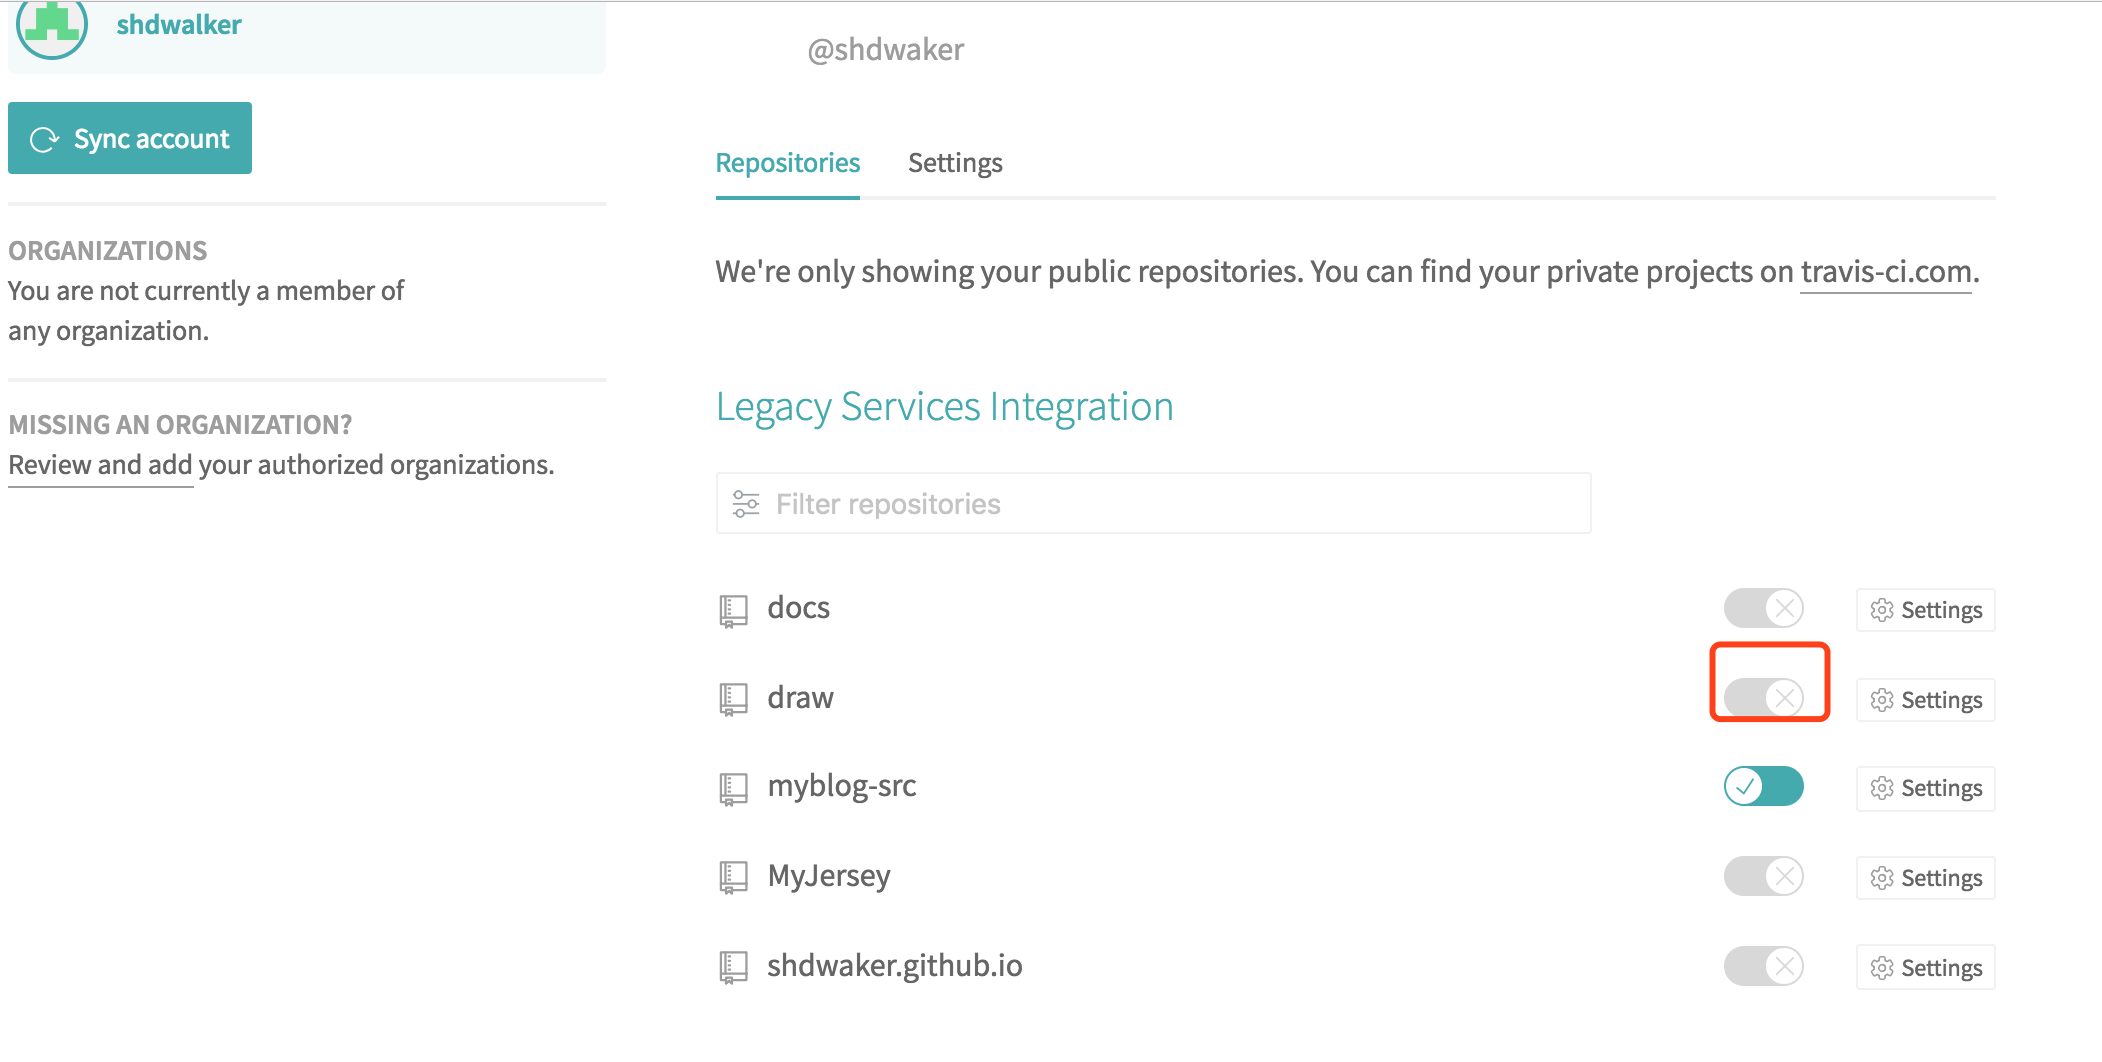 shdwalker
@shdwaker
Sync account
Repositories Settings
ORGANIZATIONS
You are not currently a member of
any organization.
We're only showing your public repositories. You can find your private projects on travis-ci.com.
MISSING AN ORGANIZATION?
Review and add your authorized organizations.
Legacy Services Integration
Filter repositories
docs Settings
draw Settings
myblog-src Settings
MyJersey Settings
shdwaker.github.io Settings